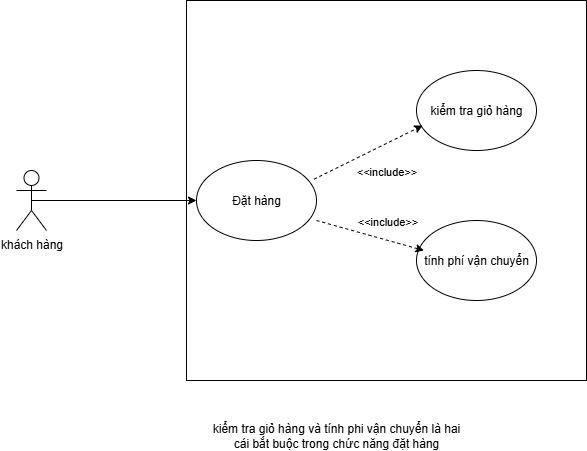 kiểm tra giỏ hàng
<<include>>
Đặt hàng
<<include>>
khách hàng
tính phí vận chuyển
kiểm tra giỏ hàng và tính phi vận chuyển là hai
cái bắt buộc trong chức năng đặt hàng